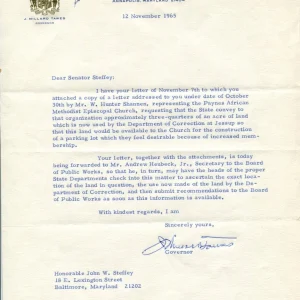 ANNAPOLIS, MARYLAND 21404
J. MILLARD TAWES
GOVERNOR
12 November 1965
Dear Senator Steffey:
I have your letter of November 9th to which you
attached a copy of a letter addressed to you under date of October
30th by Mr. W. Hunter Shannon, representing the Paynes African
Methodist Episcopal Church, requesting that the State convey to
that organization approximately three-quarters of an acre of land
which is now used by the Department of Correction at Jessup so
that this land would be available to the Church for the construction
of a parking lot which they feel desirable because of increased mem-
bership.
Your letter, together with the attachments, is today
being forwarded to Mr. Andrew Heubeck, Jr., Secretary to the Board
of Public Works, so that he, in turn, may have the heads of the proper
State Departments check into this matter to ascertain the exact loca-
tion of the land in question, the use now made of the land by the De-
partment of Correction, and then submit recommendations to the Board
of Public Works as soon as this information is available.
With kindest regards, I am
Sincerely yours,
Governor
Honorable John W. Steffey
18 E. Lexington Street
Baltimore, Maryland 21202